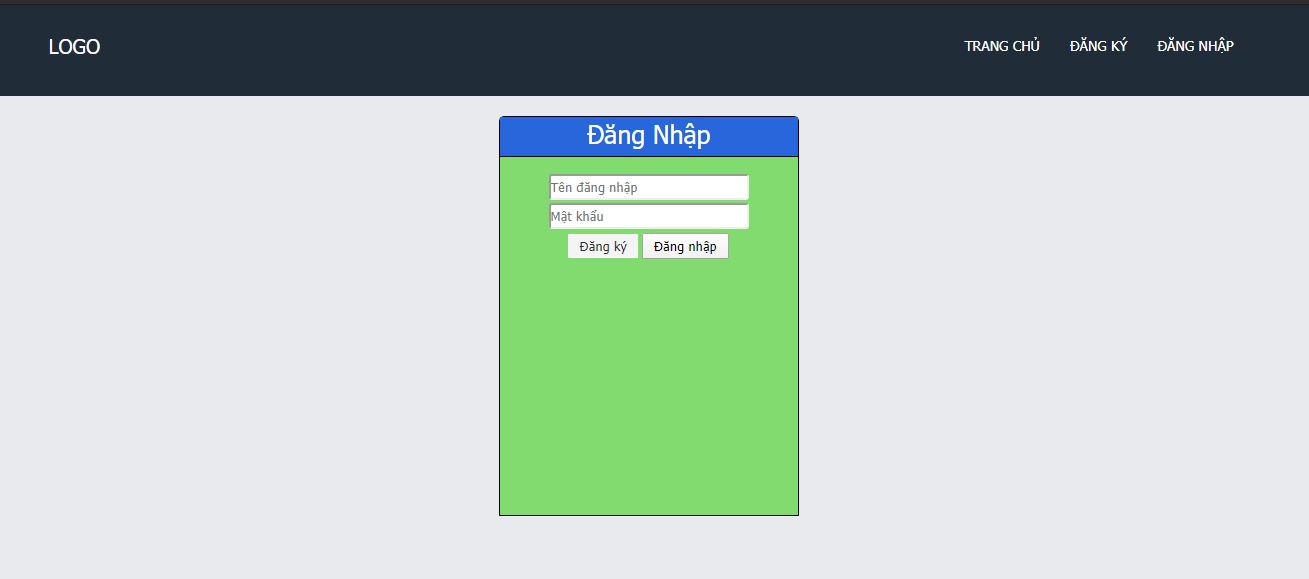 LOGO TRANG CHỦ ĐĂNG KÝ ĐĂNG NHẬP
Đăng Nhập
Tên đăng nhập
Mật khẩu
Đăng ký Đăng nhập